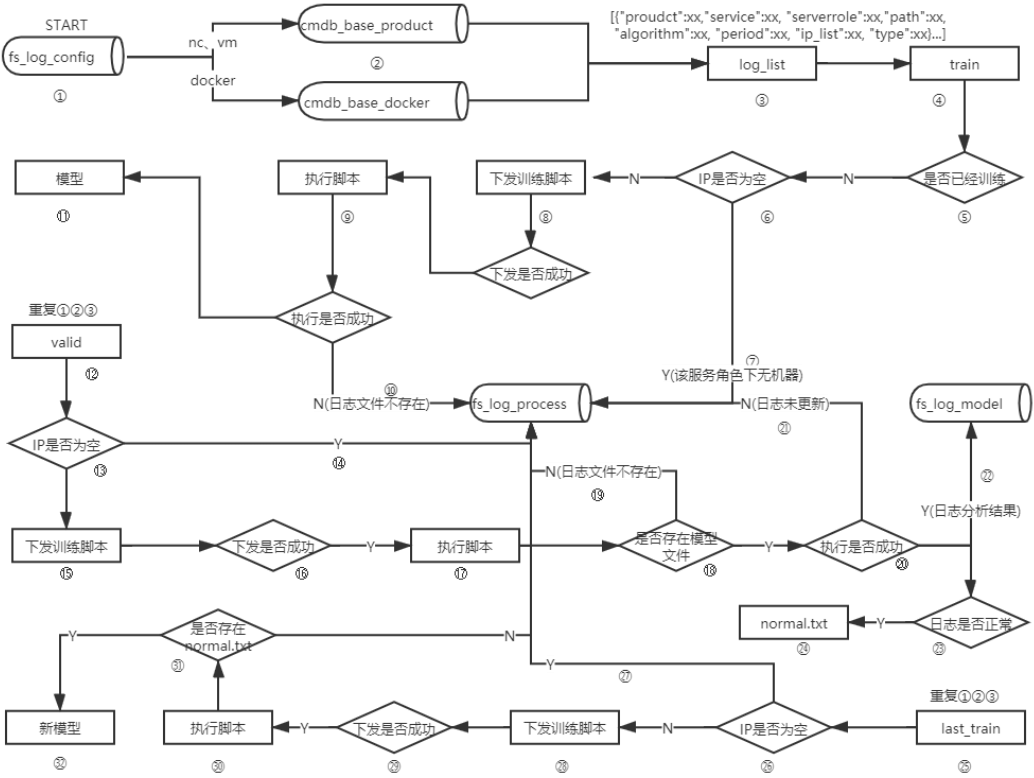 START
fs_log_config
①
nc、vm
docker
cmdb_base_product
②
cmdb_base_docker
[{"proudct":xx,"service":xx, "serverrole":xx,"path":xx,
"algorithm":xx, "period":xx, "ip_list":xx, "type":xx}...]
log_list
③
train
④
模型
⑪
执行脚本
⑨
下发训练脚本
⑧
N
IP是否为空
⑥
N
是否已经训练
⑤
下发是否成功
执行是否成功
重复①②③
valid
⑫
⑩
N(日志文件不存在)
fs_log_process
⑦
Y(该服务角色下无机器)
N(日志未更新)
㉑
fs_log_model
IP是否为空
⑬
Y
⑭
N(日志文件不存在)
⑲
㉒
Y(日志分析结果)
下发训练脚本
⑮
下发是否成功
⑯
Y
执行脚本
⑰
是否存在模型
文件
⑱
Y
执行是否成功
⑳
Y
是否存在
normal.txt
㉛
N
normal.txt
㉔
Y
日志是否正常
㉓
Y
㉗
重复①②③
新模型
㉜
执行脚本
㉚
Y
下发是否成功
㉙
下发训练脚本
㉘
N
IP是否为空
㉖
last_train
㉕